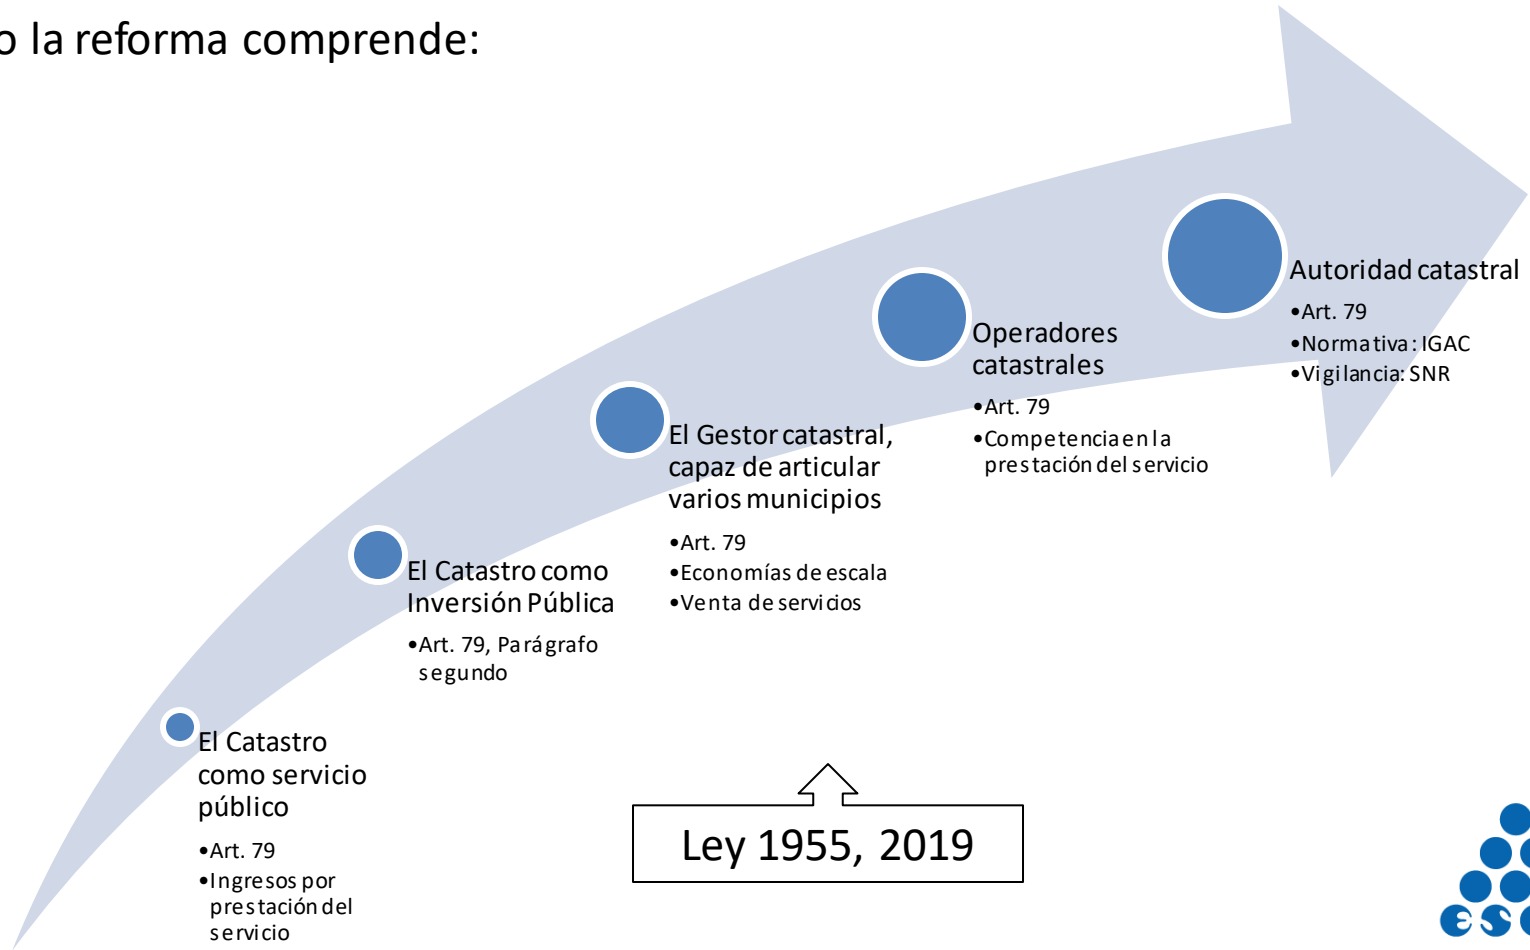 o la reforma comprende:
El Catastro
como servicio
público
•Art. 79
•Ingresos por
prestación del
servicio
El Catastro como
Inversión Pública
•Art. 79, Parágrafo
segundo
El Gestor catastral,
capaz de articular
varios municipios
•Art. 79
•Economías de escala
•Venta de servicios
Operadores
catastrales
•Art. 79
•Competencia en la
prestación del servicio
Autoridad catastral
•Art. 79
•Normativa: IGAC
•Vigilancia: SNR
Ley 1955, 2019